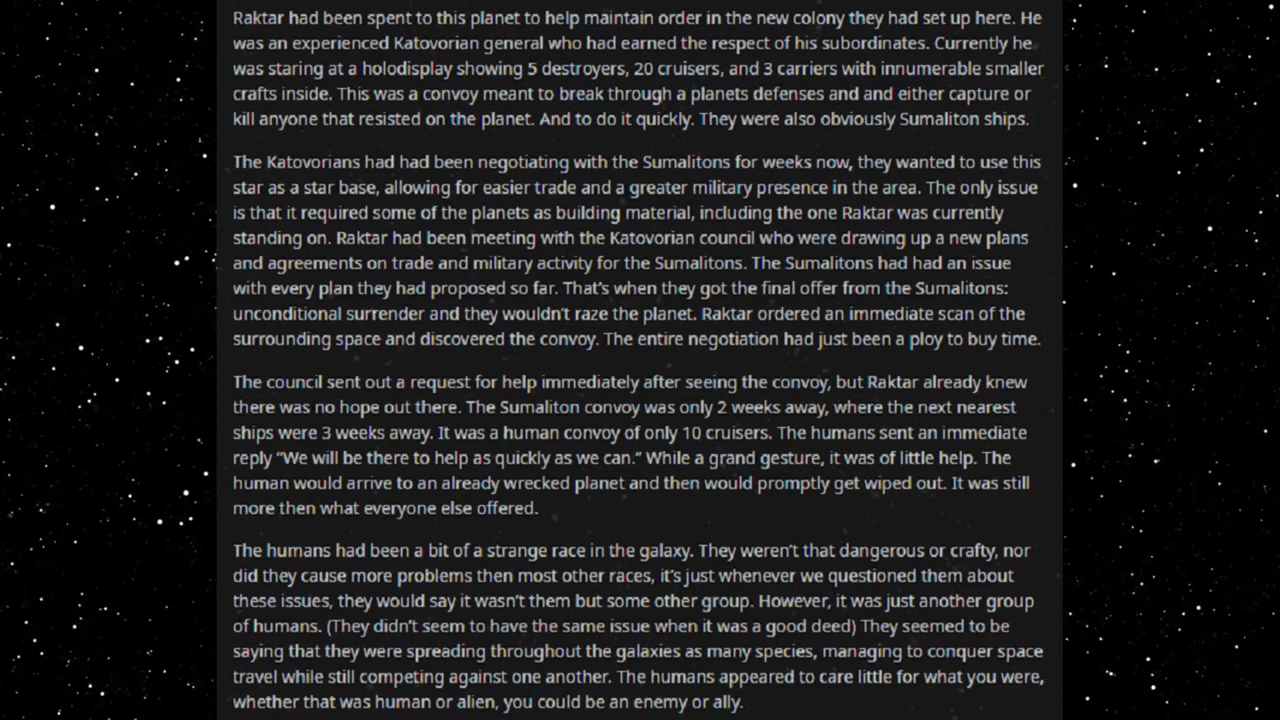 Raktar had been spent to this planet to help maintain order in the new colony they had set up here. He
was an experienced Katovorian general who had earned the respect of his subordinates. Currently he
was staring at a holodisplay showing 5 destroyers, 20 cruisers, and 3 carriers with innumerable smaller
crafts inside. This was a convoy meant to break through a planets defenses and and either capture or
kill anyone that resisted on the planet. And to do it quickly. They were also obviously Sumaliton ships.
The Katovorians had had been negotiating with the Sumalitons for weeks now, they wanted to use this
star as a star base, allowing for easier trade and a greater military presence in the area. The only issue
is that it required some of the planets as building material, including the one Raktar was currently
standing on. Raktar had been meeting with the Katovorian council who were drawing up a new plans
and agreements on trade and military activity for the Sumalitons. The Sumalitons had had an issue
with every plan they had proposed so far. That's when they got the final offer from the Sumalitons:
unconditional surrender and they wouldn't raze the planet. Raktar ordered an immediate scan of the
surrounding space and discovered the convoy. The entire negotiation had just been a ploy to buy time.
The council sent out a request for help immediately after seeing the convoy, but Raktar already knew
there was no hope out there. The Sumaliton convoy was only 2 weeks away, where the next nearest
ships were 3 weeks away. It was a human convoy of only 10 cruisers. The humans sent an immediate
reply “We will be there to help as quickly as we can.” While a grand gesture, it was of little help. The
human would arrive to an already wrecked planet and then would promptly get wiped out. It was still
more then what everyone else offered.
The humans had been a bit of a strange race in the galaxy. They weren't that dangerous or crafty, nor
did they cause more problems then most other races, it's just whenever we questioned them about
these issues, they would say it wasn't them but some other group. However, it was just another group
of humans. (They didn't seem to have the same issue when it was a good deed) They seemed to be
saying that they were spreading throughout the galaxies as many species, managing to conquer space
travel while still competing against one another. The humans appeared to care little for what you were,
whether that was human or alien, you could be an enemy or ally.